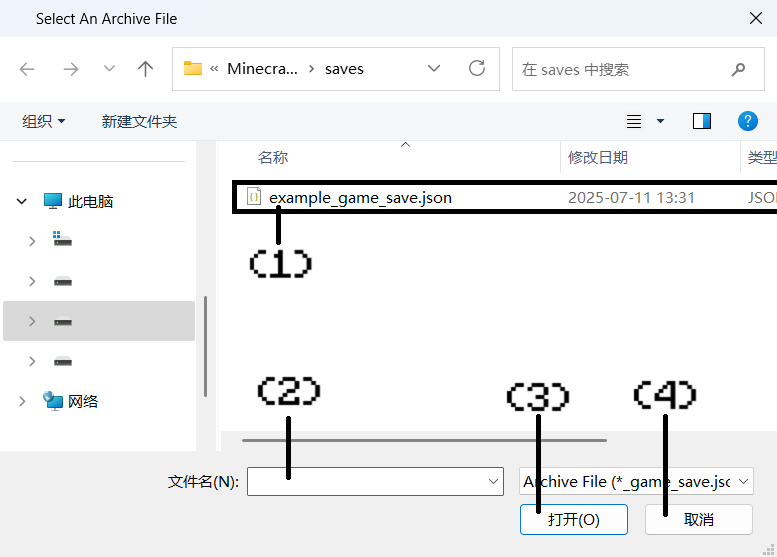 Select An Archive File
« Minecra... › saves
在 saves 中搜索
组织
新建文件夹
?
名称
修改日期
类型
此电脑
example_game_save.json
2025-07-11 13:31
JSO
(1)
(2)
(3)
(4)
网络
文件名(N):
Archive File (*_game_save.jsc
打开(O)
取消